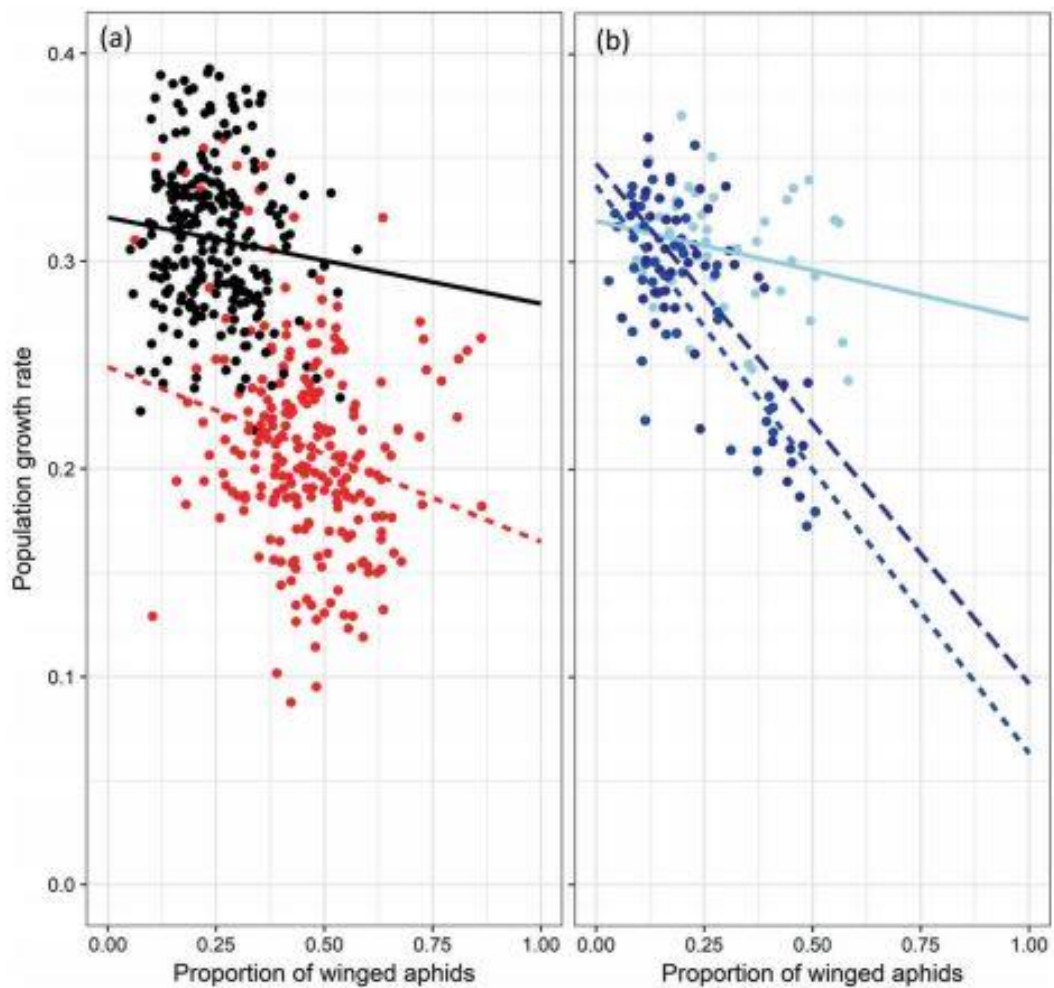 (a)
(b)
0.4
0.3
0.2
0.1
0.0
Population growth rate
0.00 0.25 0.50 0.75 1.00
0.00 0.25 0.50 0.75 1.00
Proportion of winged aphids
Proportion of winged aphids